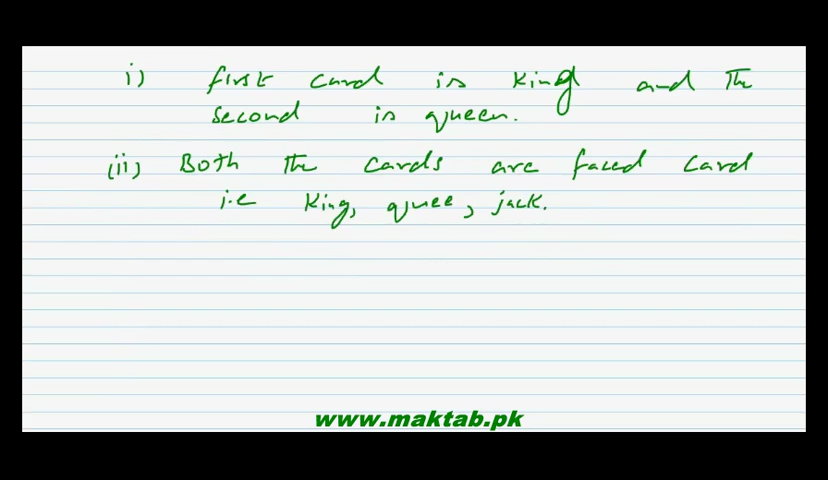 i) first card is King and the
second is queen.
(ii) Both the cards are faced card
i.e King, quee, jack.
www.maktab.pk